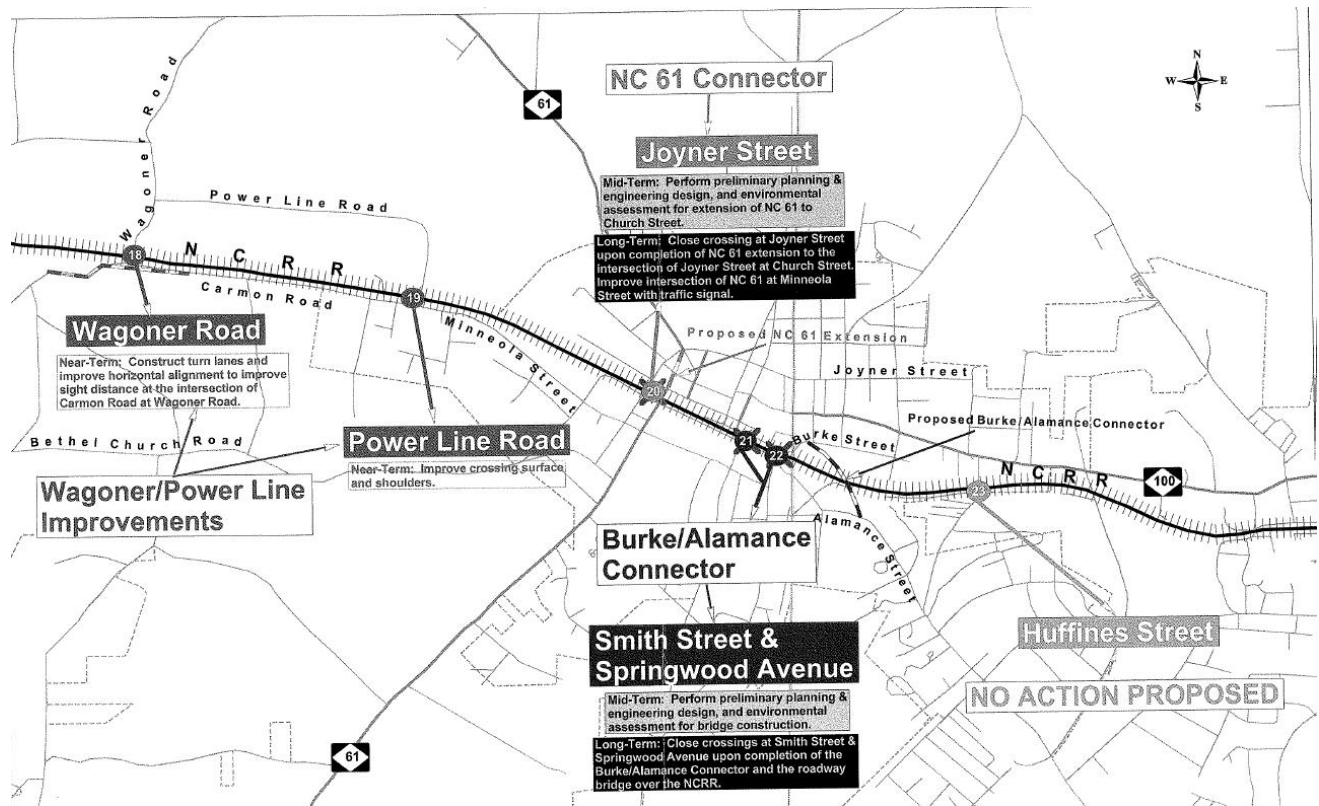 N
W E
S
61
NC 61 Connector
Joyner Street
Mid-Term: Perform preliminary planning &
engineering design, and environmental
assessment for extension of NC 61 to
Church Street.
Long-Term: Close crossing at Joyner Street
upon completion of NC 61 extension to the
intersection of Joyner Street at Church Street.
Improve intersection of NC 61 at Minneola
Street with traffic signal.
Wagoner Road
Power Line Road
18
NCRR
Carmon Road
19
Wagoner Road
Near-Term: Construct turn lanes and
improve horizontal alignment to improve
sight distance at the intersection of
Carmon Road at Wagoner Road.
Minneola Street
Proposed NC 61 Extension
Joyner Street
20
21
22
Burke Street
Proposed Burke/Alamance Connector
Bethel Church Road
Power Line Road
Near-Term: Improve crossing surface
and shoulders.
Wagoner/Power Line
Improvements
23
NCRR
100
Alamance Street
Burke/Alamance
Connector
Smith Street &
Springwood Avenue
Mid-Term: Perform preliminary planning &
engineering design, and environmental
assessment for bridge construction.
Long-Term: Close crossings at Smith Street &
Springwood Avenue upon completion of the
Burke/Alamance Connector and the roadway
bridge over the NCRR.
Huffines Street
NO ACTION PROPOSED
61